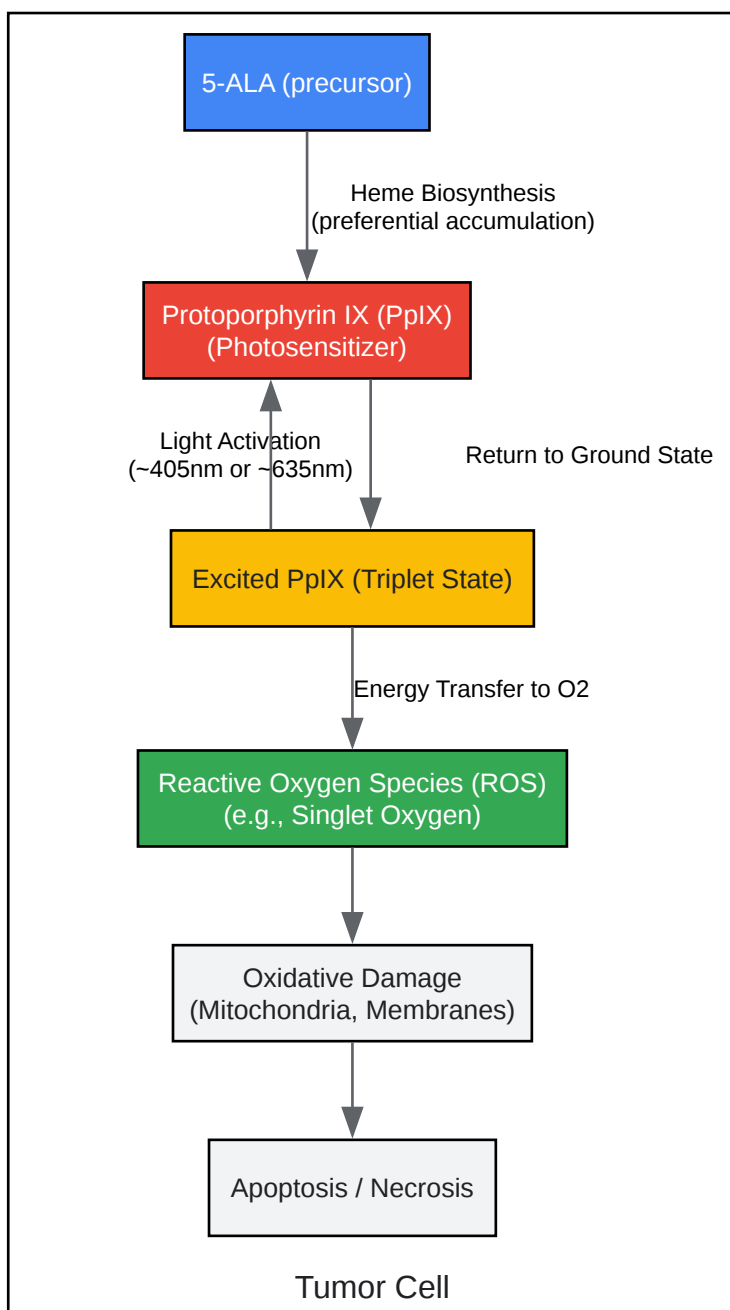 5-ALA (precursor)
Heme Biosynthesis
(preferential accumulation)
Protoporphyrin IX (PpIX)
(Photosensitizer)
Light Activation
(~405nm or ~635nm)
Return to Ground State
Excited PpIX (Triplet State)
Energy Transfer to O2
Reactive Oxygen Species (ROS)
(e.g., Singlet Oxygen)
Oxidative Damage
(Mitochondria, Membranes)
Apoptosis / Necrosis
Tumor Cell